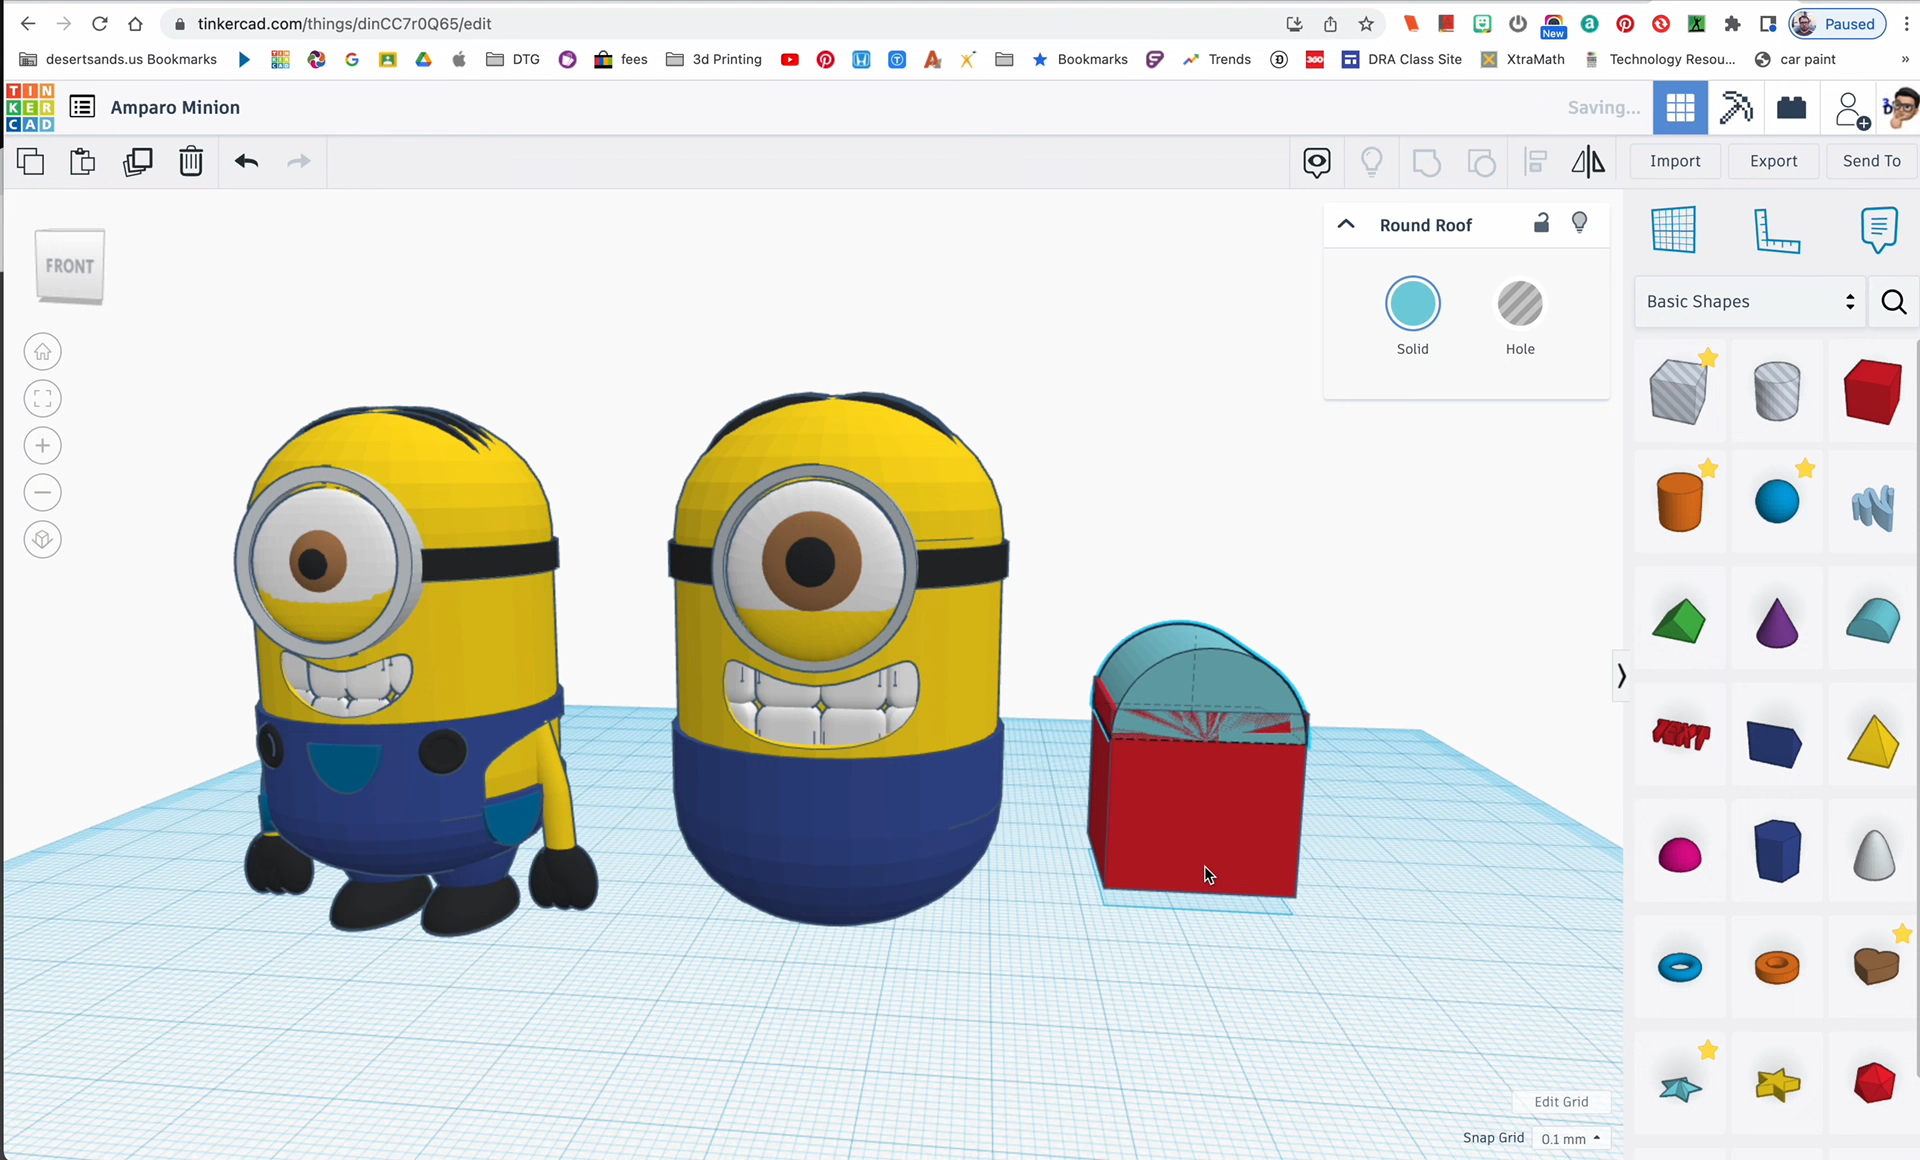 tinkercad.com/things/dinCC7r0Q65/edit
New
Paused
desertsands.us Bookmarks
DTG
fees
3d Printing
Bookmarks
Trends
DRA Class Site
XtraMath
Technology Resou...
car paint
»
TIN
KER
CAD
Amparo Minion
Saving...
Import
Export
Send To
FRONT
Round Roof
Solid
Hole
Basic Shapes
TEXT
Edit Grid
Snap Grid
0.1 mm